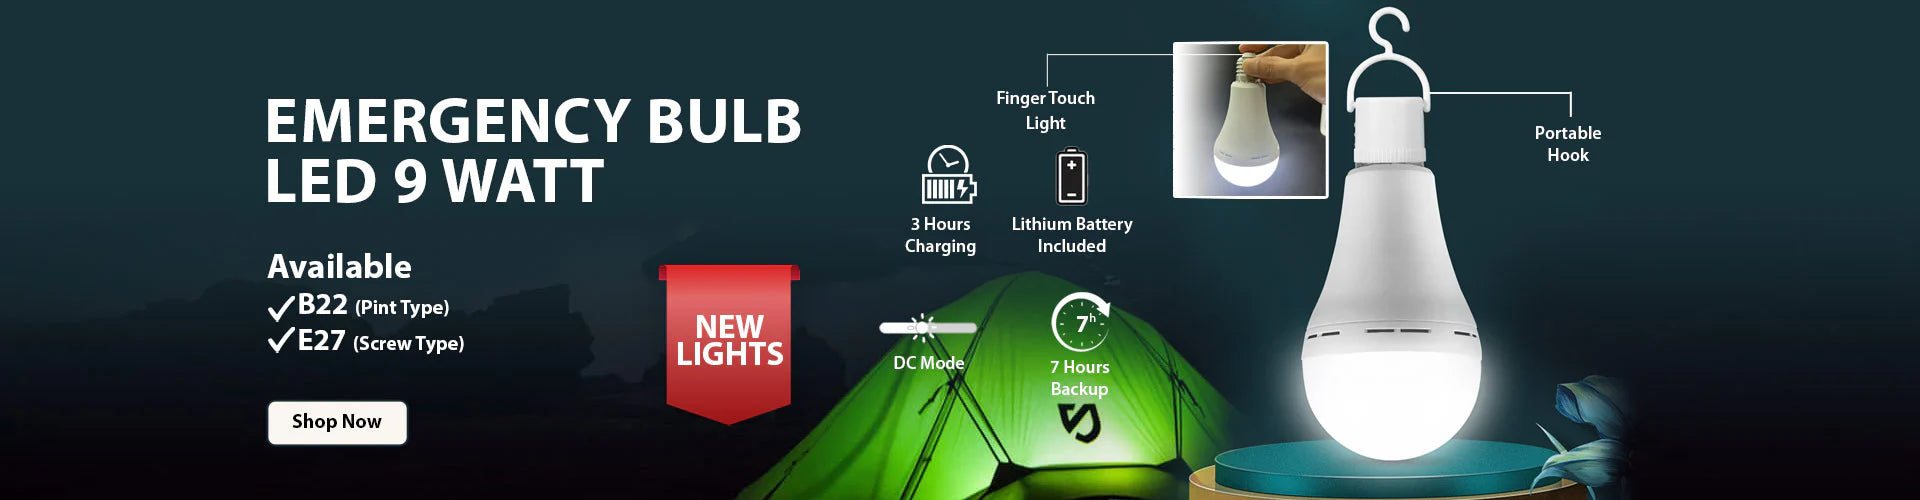 EMERGENCY BULB
LED 9 WATT
Available
B22 (Pint Type)
E27 (Screw Type)
Shop Now
NEW
LIGHTS
Finger Touch
Light
3 Hours
Charging
Lithium Battery
Included
DC Mode
7h
7 Hours
Backup
Portable
Hook